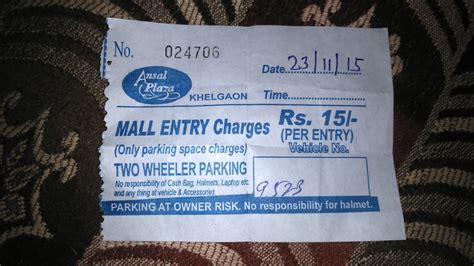 No. 024706 Date 23/11/15
Ansal Plaza KHELGAON Time
MALL ENTRY Charges Rs. 15/-
(Only parking space charges) (PER ENTRY)
Vehicle No.
TWO WHEELER PARKING
No responsibility of Cash Bag, Halmets, Laptop etc. 9523
and any thing at vehicle & Accessories
PARKING AT OWNER RISK. No responsibility for halmet.